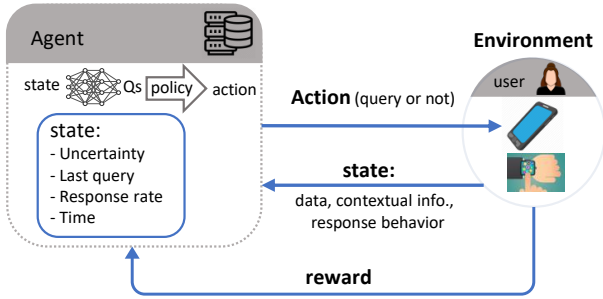 Agent
state
Qs
policy
action
state:
- Uncertainty
- Last query
- Response rate
- Time
Action (query or not)
state:
data, contextual info.,
response behavior
reward
Environment
user